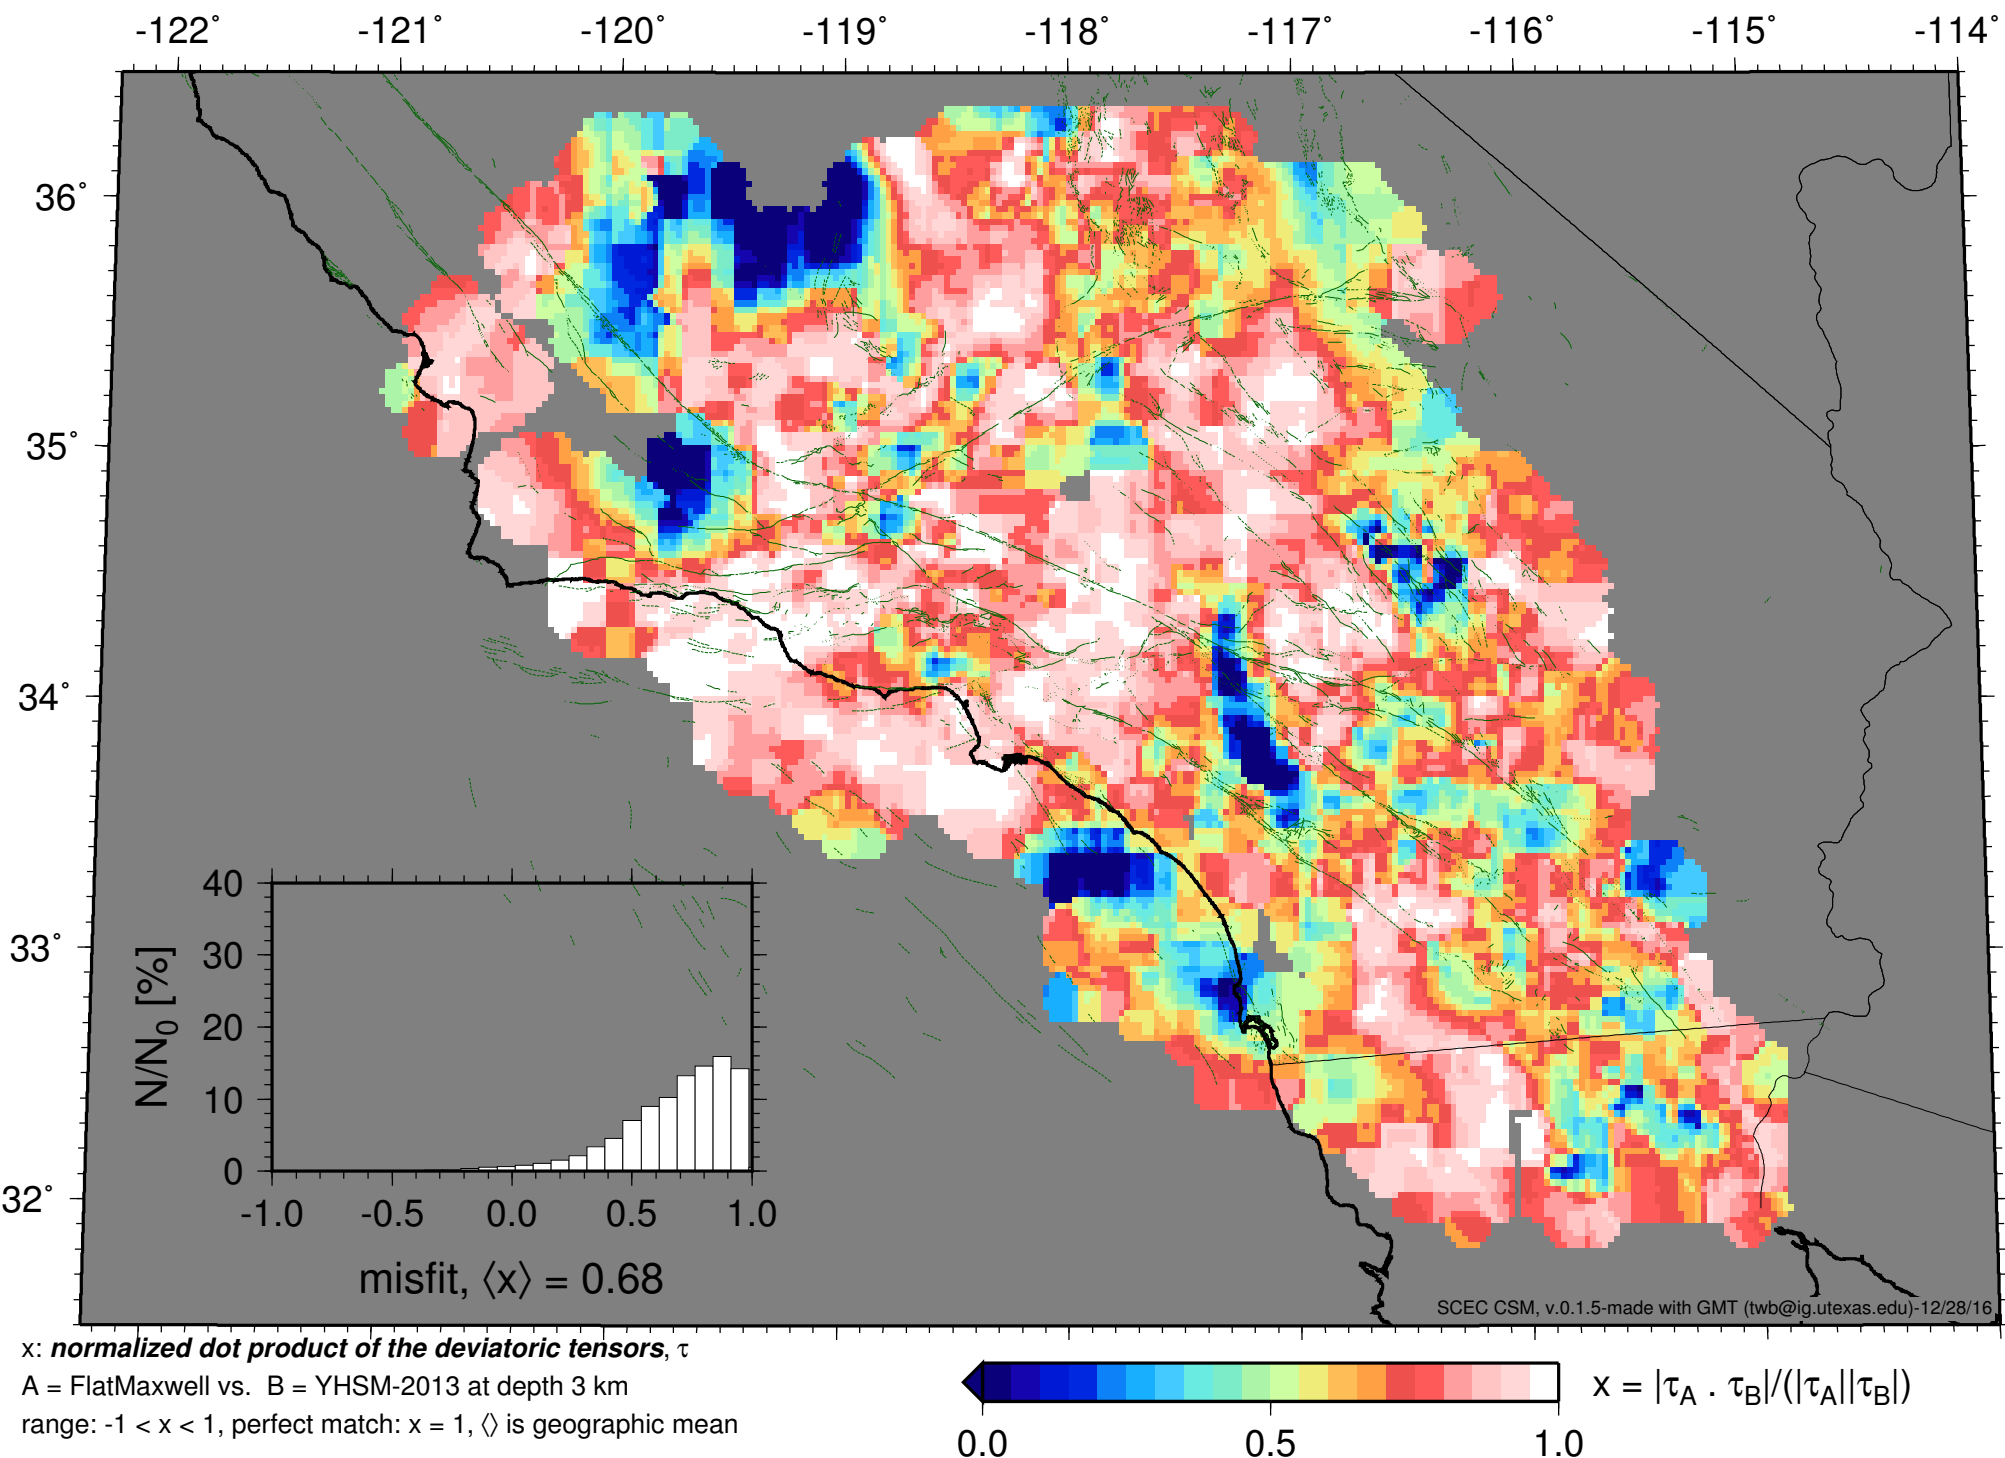 -122° -121° -120° -119° -118° -117° -116° -115° -114°
36°
35°
34°
33°
32°
40
30
20
10
0
N/N0 [%]
-1.0 -0.5 0.0 0.5 1.0
misfit, ⟨x⟩ = 0.68
SCEC CSM, v.0.1.5-made with GMT (twb@ig.utexas.edu)-12/28/16
x: normalized dot product of the deviatoric tensors, τ
A = FlatMaxwell vs. B = YHSM-2013 at depth 3 km
range: -1 < x < 1, perfect match: x = 1, ⟨⟩ is geographic mean
x = |τA . τB|/(|τA||τB|)
0.0 0.5 1.0